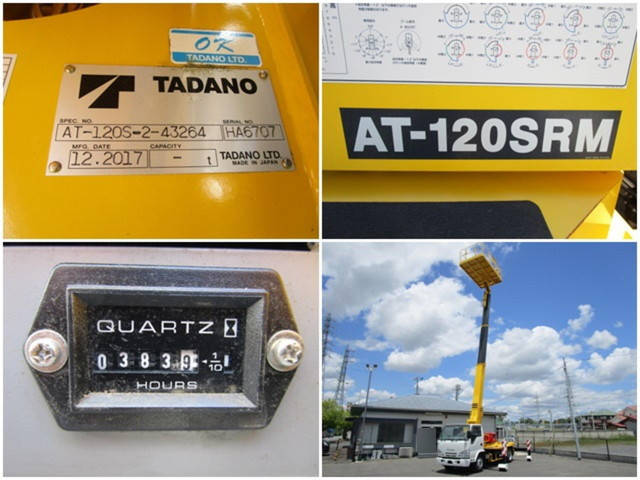 OK
TADANO LTD.
TADANO
SPEC. NO.
SERIAL NO.
AT-120S-2-43264
HA6707
MFG. DATE
CAPACITY
12.2017
- t
TADANO LTD.
MADE IN JAPAN
AT-120SRM
QUARTZ
03839
1/10
HOURS